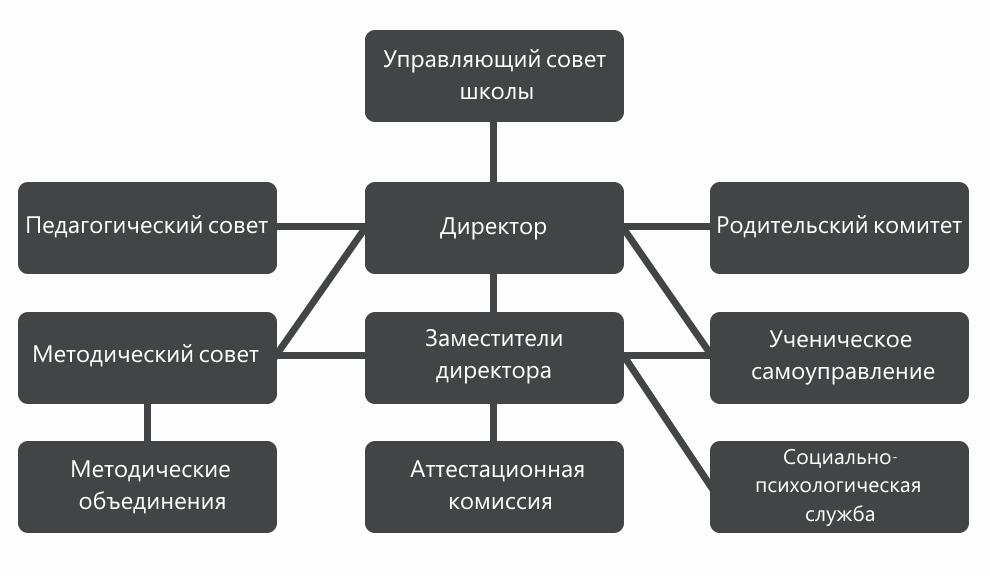 Управляющий совет
школы
Педагогический совет
Директор
Родительский комитет
Методический совет
Заместители
директора
Ученическое
самоуправление
Методические
объединения
Аттестационная
комиссия
Социально-
психологическая
служба